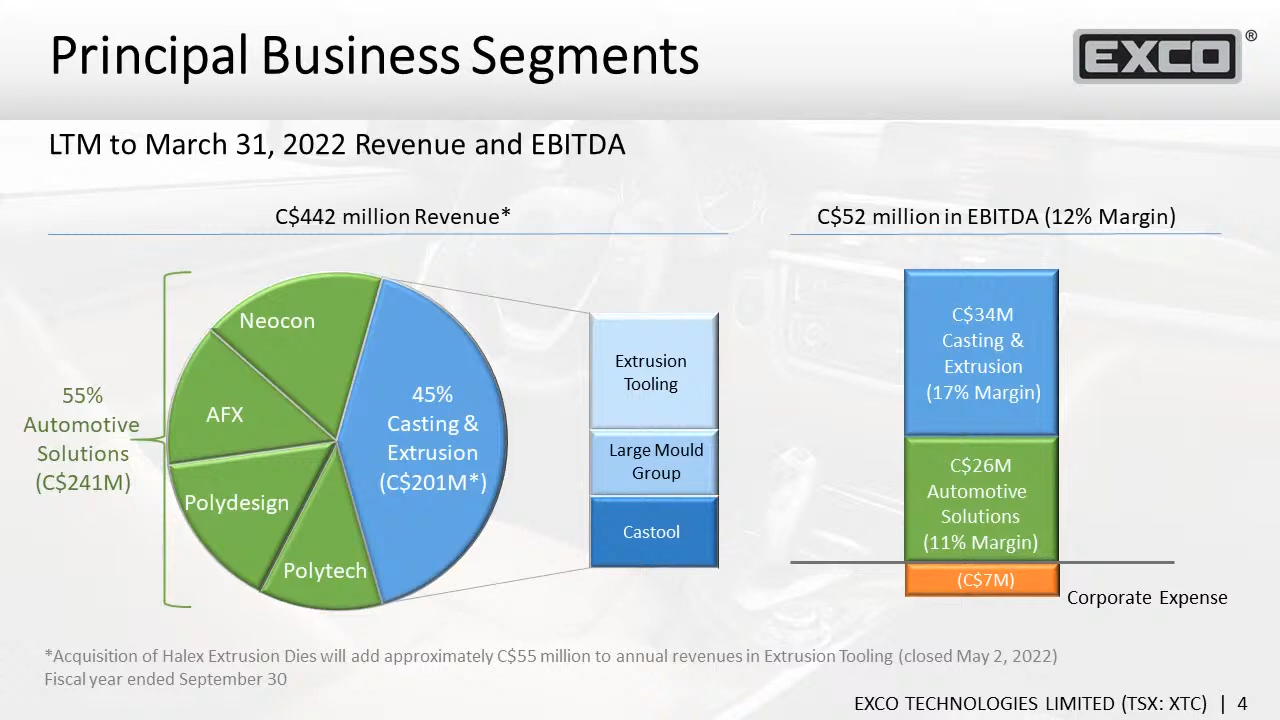 Principal Business Segments
EXCO®
LTM to March 31, 2022 Revenue and EBITDA
C$442 million Revenue*
55%
Automotive
Solutions
(C$241M)
Neocon
AFX
Polydesign
Polytech
45%
Casting &
Extrusion
(C$201M*)
Extrusion
Tooling
Large Mould
Group
Castool
C$52 million in EBITDA (12% Margin)
C$34M
Casting &
Extrusion
(17% Margin)
C$26M
Automotive
Solutions
(11% Margin)
(C$7M)
Corporate Expense
*Acquisition of Halex Extrusion Dies will add approximately C$55 million to annual revenues in Extrusion Tooling (closed May 2, 2022)
Fiscal year ended September 30
EXCO TECHNOLOGIES LIMITED (TSX: XTC) | 4